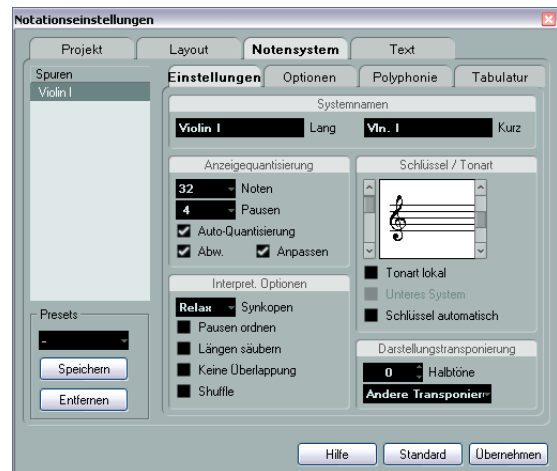 Notationseinstellungen
Projekt Layout Notensystem Text
Spuren
Violin I
Einstellungen Optionen Polyphonie Tabulatur
Systemnamen
Violin I Lang Vln. I Kurz
Anzeigequantisierung
32 Noten
4 Pausen
Auto-Quantisierung
Abw. Anpassen
Schlüssel / Tonart
Tonart lokal
Unteres System
Schlüssel automatisch
Interpret. Optionen
Relax Synkopen
Pausen ordnen
Längen säubern
Keine Überlappung
Shuffle
Darstellungstransponierung
0 Halbtöne
Andere Transponier
Presets
-
Speichern
Entfernen
Hilfe Standard Übernehmen